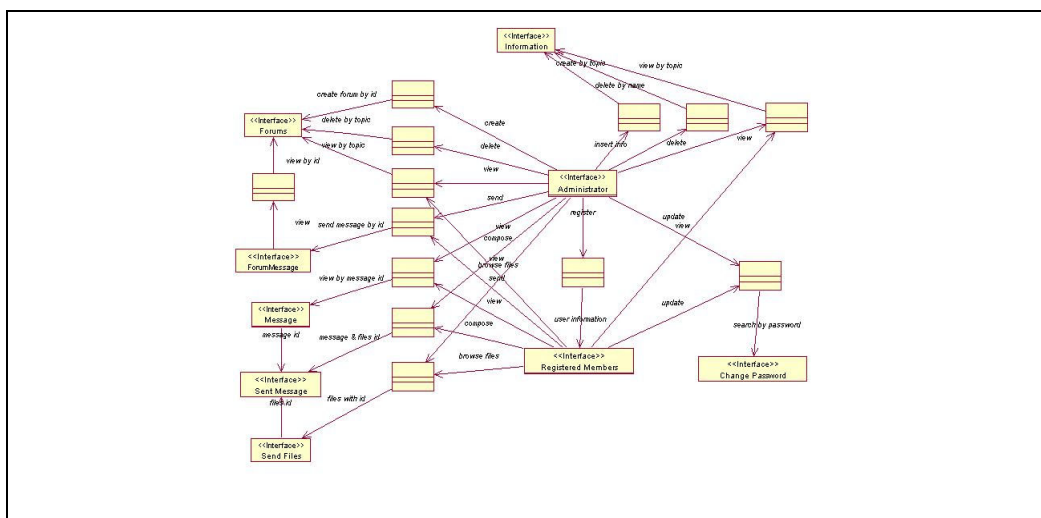 <<Interface>>
Information
create by topic
view by topic
delete by name
create forum by id
<<Interface>>
Forums
delete by topic
create
insert info
delete
view
view by topic
delete
view by id
view
<<Interface>>
Administrator
send
register
update
view
view
send message by id
view
compose
<<Interface>>
ForumMessage
view
browse files
send
view by message id
view
update
<<Interface>>
Message
message id
message & files id
compose
user information
search by password
browse files
<<Interface>>
Registered Members
<<Interface>>
Change Password
<<Interface>>
Sent Message
files id
files with id
<<Interface>>
Send Files